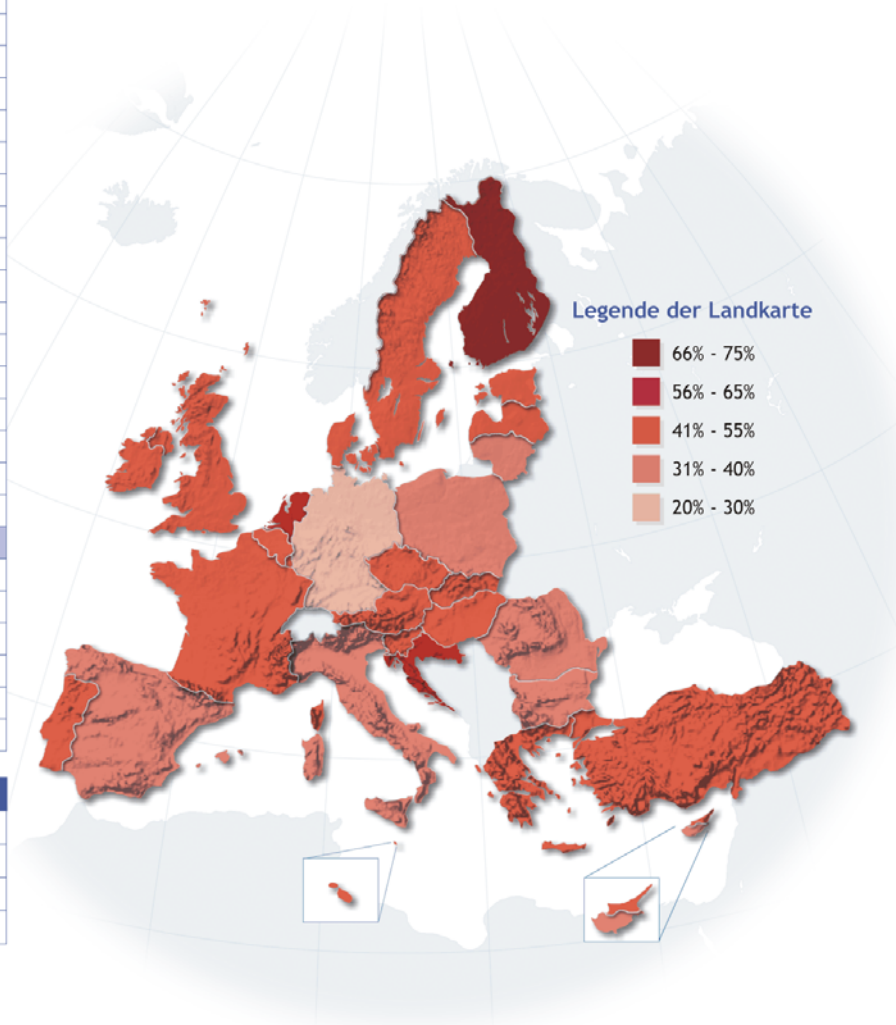 Legende der Landkarte
66% - 75%
56% - 65%
41% - 55%
31% - 40%
20% - 30%